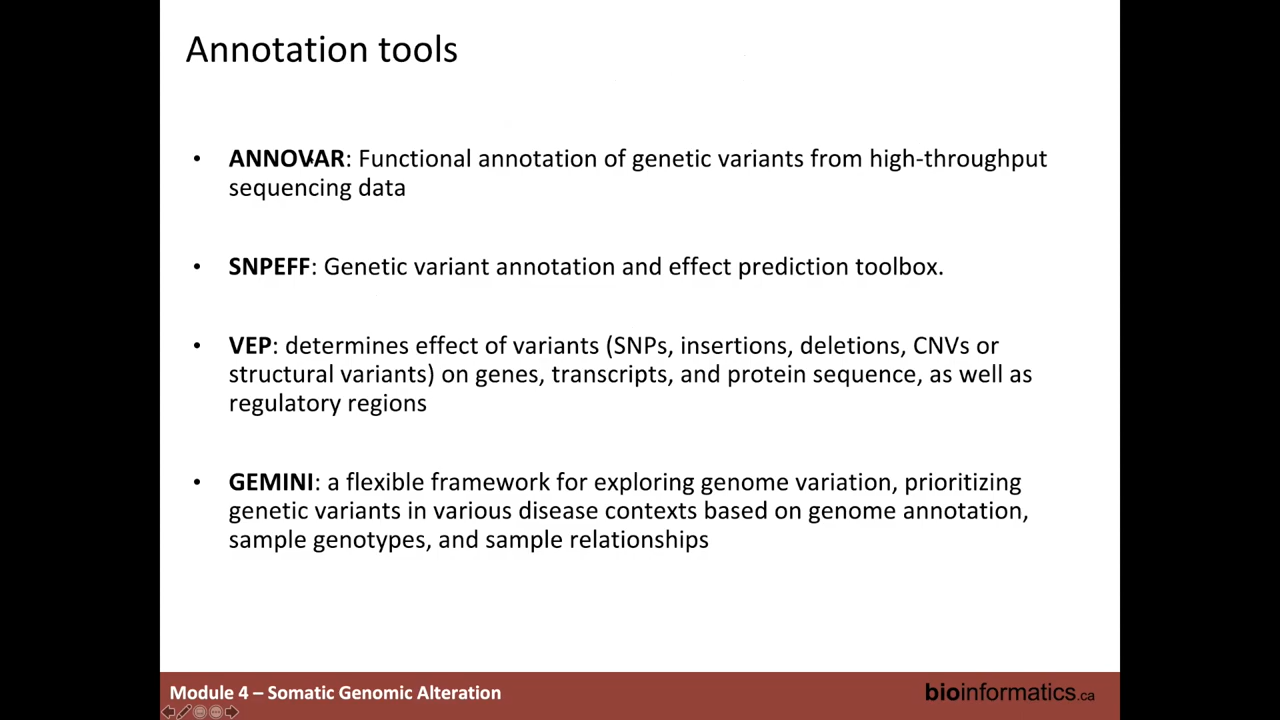 Annotation tools
• ANNOVAR: Functional annotation of genetic variants from high-throughput
sequencing data
• SNPEFF: Genetic variant annotation and effect prediction toolbox.
• VEP: determines effect of variants (SNPs, insertions, deletions, CNVs or
structural variants) on genes, transcripts, and protein sequence, as well as
regulatory regions
• GEMINI: a flexible framework for exploring genome variation, prioritizing
genetic variants in various disease contexts based on genome annotation,
sample genotypes, and sample relationships
Module 4 – Somatic Genomic Alteration
bioinformatics.ca